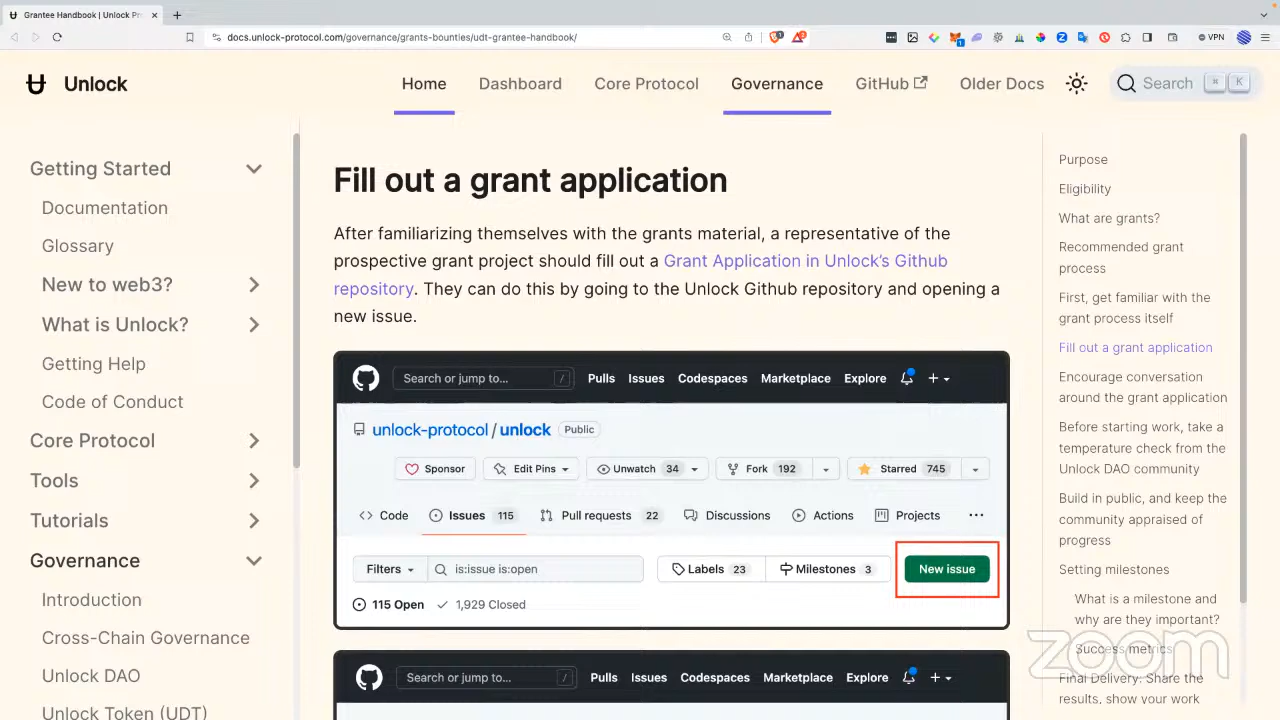 Grantee Handbook | Unlock Pr
docs.unlock-protocol.com/governance/grants-bounties/udt-grantee-handbook/
VPN
Unlock
Home
Dashboard
Core Protocol
Governance
GitHub
Older Docs
Search
K
Getting Started
Documentation
Glossary
New to web3?
What is Unlock?
Getting Help
Code of Conduct
Core Protocol
Tools
Tutorials
Governance
Introduction
Cross-Chain Governance
Unlock DAO
Unlock Token (UDT)
Fill out a grant application
After familiarizing themselves with the grants material, a representative of the
prospective grant project should fill out a Grant Application in Unlock's Github
repository. They can do this by going to the Unlock Github repository and opening a
new issue.
Search or jump to... /
Pulls Issues Codespaces Marketplace Explore
unlock-protocol / unlock Public
Sponsor Edit Pins Unwatch 34 Fork 192 Starred 745
Code Issues 115 Pull requests 22 Discussions Actions Projects ...
Filters is:issue is:open Labels 23 Milestones 3 New issue
115 Open 1,929 Closed
Search or jump to... /
Pulls Issues Codespaces Marketplace Explore
Purpose
Eligibility
What are grants?
Recommended grant
process
First, get familiar with the
grant process itself
Fill out a grant application
Encourage conversation
around the grant application
Before starting work, take a
temperature check from the
Unlock DAO community
Build in public, and keep the
community appraised of
progress
Setting milestones
What is a milestone and
why are they important?
Success metrics
Final Delivery: Share the
results, show your work
zoom